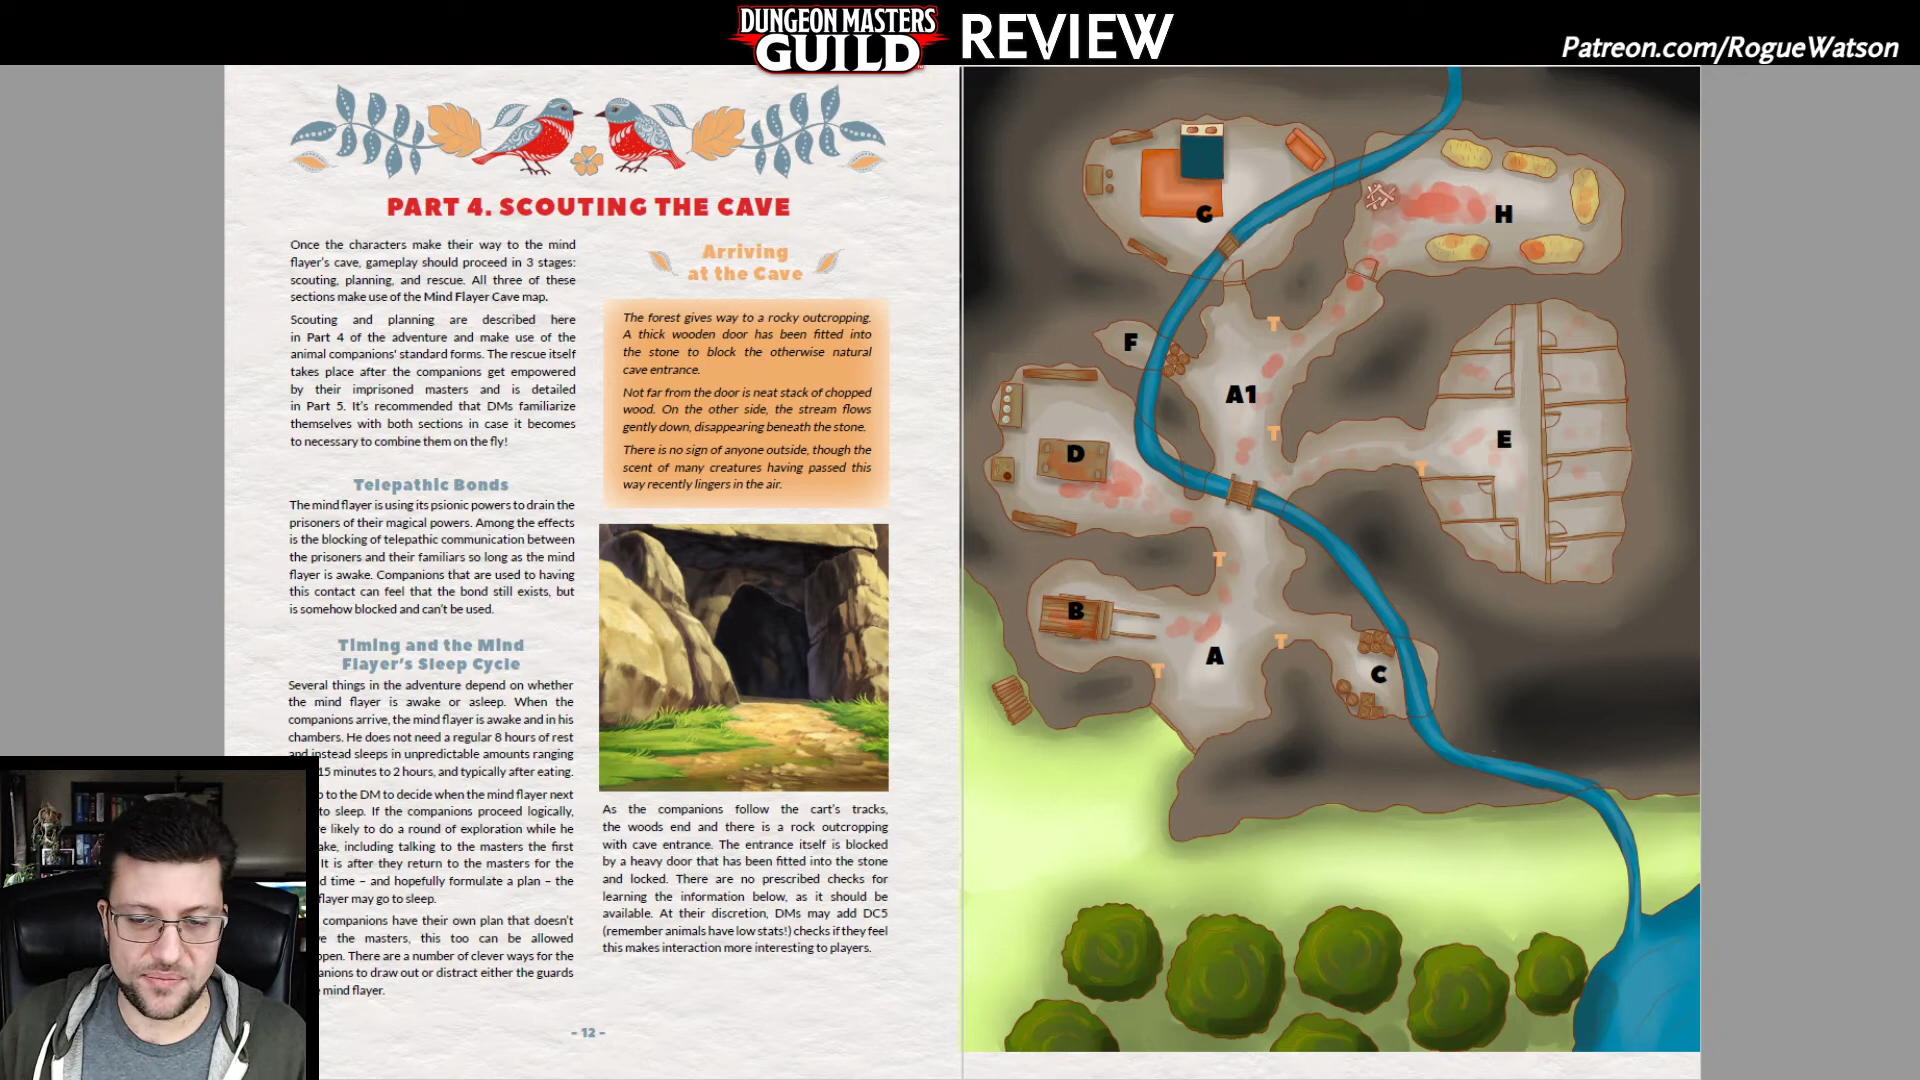 DUNGEON MASTERS
GUILD
REVIEW
Patreon.com/RogueWatson
PART 4. SCOUTING THE CAVE
Once the characters make their way to the mind
flayer's cave, gameplay should proceed in 3 stages:
scouting, planning, and rescue. All three of these
sections make use of the Mind Flayer Cave map.
Scouting and planning are described here
in Part 4 of the adventure and make use of the
animal companions' standard forms. The rescue itself
takes place after the companions get empowered
by their imprisoned masters and is detailed
in Part 5. It's recommended that DMs familiarize
themselves with both sections in case it becomes
to necessary to combine them on the fly!
Telepathic Bonds
The mind flayer is using its psionic powers to drain the
prisoners of their magical powers. Among the effects
is the blocking of telepathic communication between
the prisoners and their familiars so long as the mind
flayer is awake. Companions that are used to having
this contact can feel that the bond still exists, but
is somehow blocked and can't be used.
Timing and the Mind
Flayer's Sleep Cycle
Several things in the adventure depend on whether
the mind flayer is awake or asleep. When the
companions arrive, the mind flayer is awake and in his
chambers. He does not need a regular 8 hours of rest
and instead sleeps in unpredictable amounts ranging
15 minutes to 2 hours, and typically after eating.
to the DM to decide when the mind flayer next
to sleep. If the companions proceed logically,
likely to do a round of exploration while he
including talking to the masters the first
It is after they return to the masters for the
time – and hopefully formulate a plan – the
flayer may go to sleep.
companions have their own plan that doesn't
the masters, this too can be allowed
There are a number of clever ways for the
to draw out or distract either the guards
mind flayer.
Arriving
at the Cave
The forest gives way to a rocky outcropping.
A thick wooden door has been fitted into
the stone to block the otherwise natural
cave entrance.
Not far from the door is neat stack of chopped
wood. On the other side, the stream flows
gently down, disappearing beneath the stone.
There is no sign of anyone outside, though the
scent of many creatures having passed this
way recently lingers in the air.
As the companions follow the cart's tracks,
the woods end and there is a rock outcropping
with cave entrance. The entrance itself is blocked
by a heavy door that has been fitted into the stone
and locked. There are no prescribed checks for
learning the information below, as it should be
available. At their discretion, DMs may add DC5
(remember animals have low stats!) checks if they feel
this makes interaction more interesting to players.
- 12 -
G
H
T
F
A1
T
E
D
T
T
B
T
A
T
C